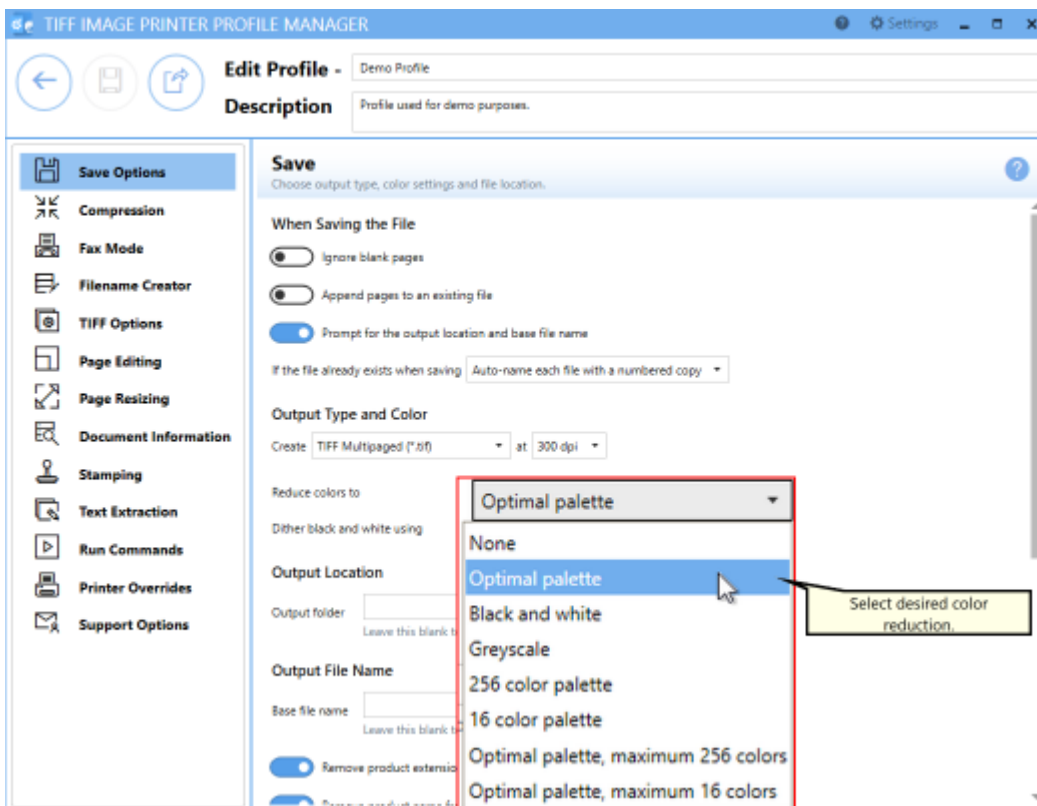 TIFF IMAGE PRINTER PROFILE MANAGER
Settings
Edit Profile - Demo Profile
Description Profile used for demo purposes.
Save Options
Compression
Fax Mode
Filename Creator
TIFF Options
Page Editing
Page Resizing
Document Information
Stamping
Text Extraction
Run Commands
Printer Overrides
Support Options
Save
Choose output type, color settings and file location.
When Saving the File
Ignore blank pages
Append pages to an existing file
Prompt for the output location and base file name
If the file already exists when saving Auto-name each file with a numbered copy
Output Type and Color
Create TIFF Multipaged (*.tif) at 300 dpi
Reduce colors to Optimal palette
Dither black and white using
None
Optimal palette
Black and white
Greyscale
256 color palette
16 color palette
Optimal palette, maximum 256 colors
Optimal palette, maximum 16 colors
Select desired color
reduction.
Output Location
Output folder
Leave this blank
Output File Name
Base file name
Leave this blank
Remove product extensio